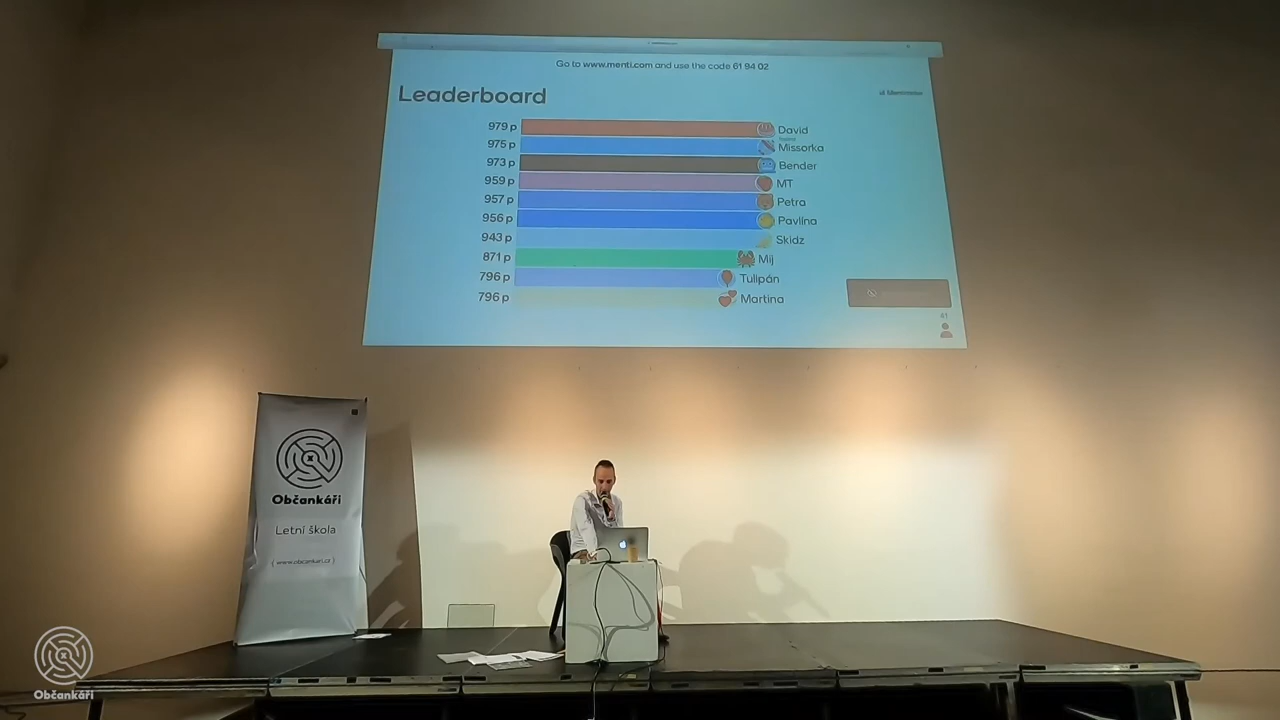 Go to www.menti.com and use the code 61 94 02
Leaderboard
979 p David
975 p Missorka
973 p Bender
959 p MT
957 p Petra
956 p Pavlína
943 p Skidz
871 p Mij
796 p Tulipán
796 p Martina
41
Občankáři
Letní škola
( www.obcankari.cz )
Občankáři